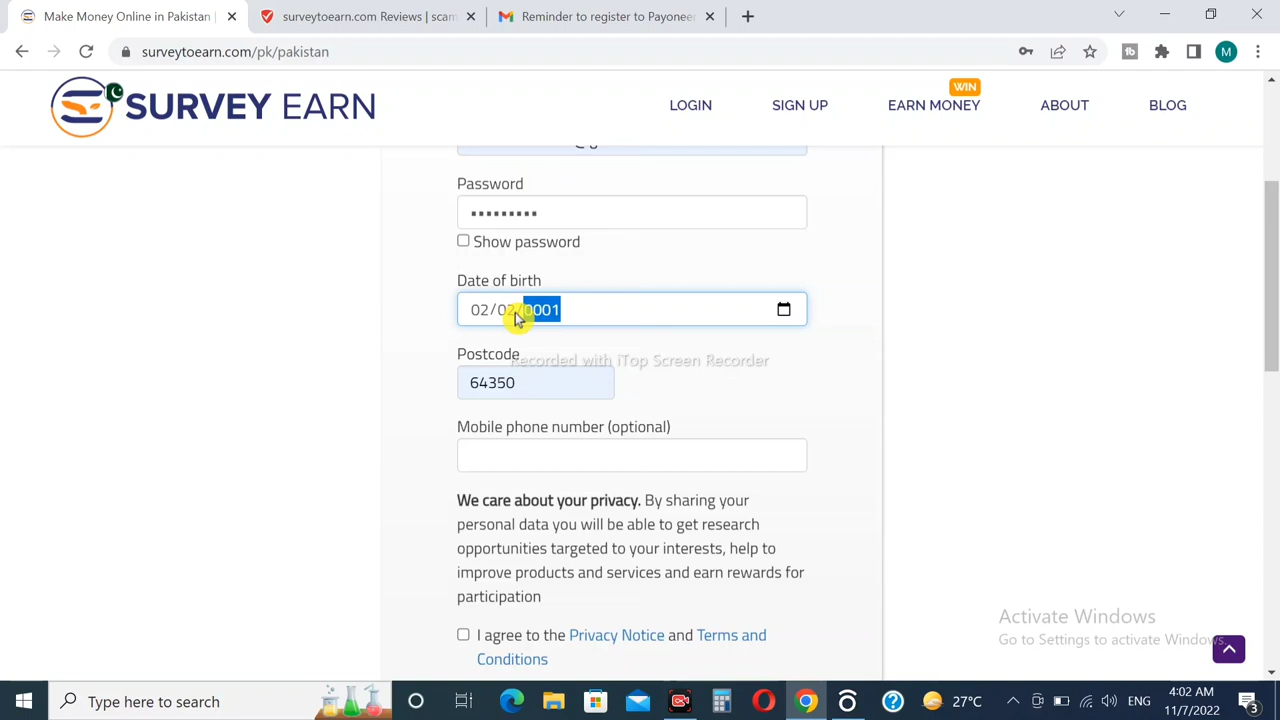 Make Money Online in Pakistan
surveytoearn.com Reviews | scam
Reminder to register to Payoneer
surveytoearn.com/pk/pakistan
M
SURVEY EARN
LOGIN
SIGN UP
WIN
EARN MONEY
ABOUT
BLOG
Password
•••••••••
Show password
Date of birth
02/02/0001
Recorded with iTop Screen Recorder
Postcode
64350
Mobile phone number (optional)
We care about your privacy. By sharing your
personal data you will be able to get research
opportunities targeted to your interests, help to
improve products and services and earn rewards for
participation
I agree to the Privacy Notice and Terms and
Conditions
Activate Windows
Go to Settings to activate Windows.
Type here to search
27°C
ENG
4:02 AM
11/7/2022
3